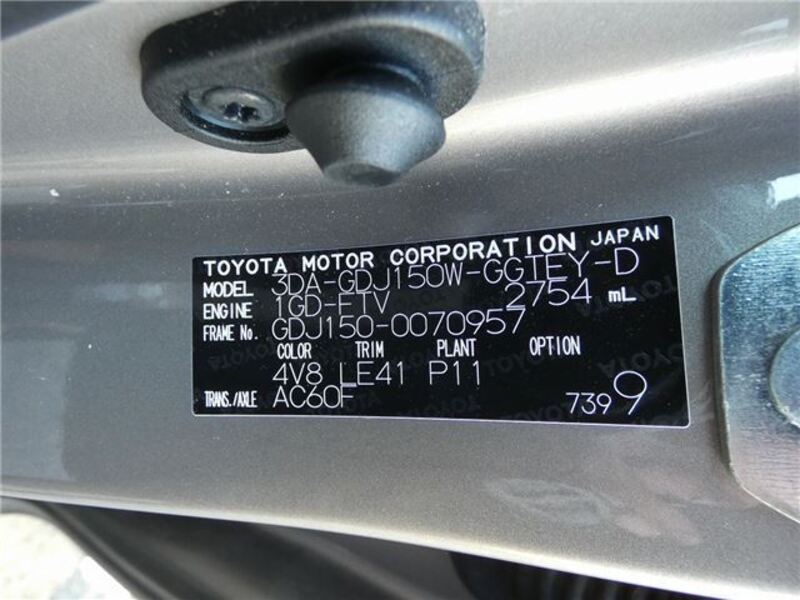 TOYOTA MOTOR CORPORATION JAPAN
MODEL 3DA-GDJ150W-GGTEY-D
ENGINE 1GD-FTV 2754 mL
FRAME No. GDJ150-0070957
COLOR TRIM PLANT OPTION
4V8 LE41 P11
TRANS./AXLE AC60F 7399